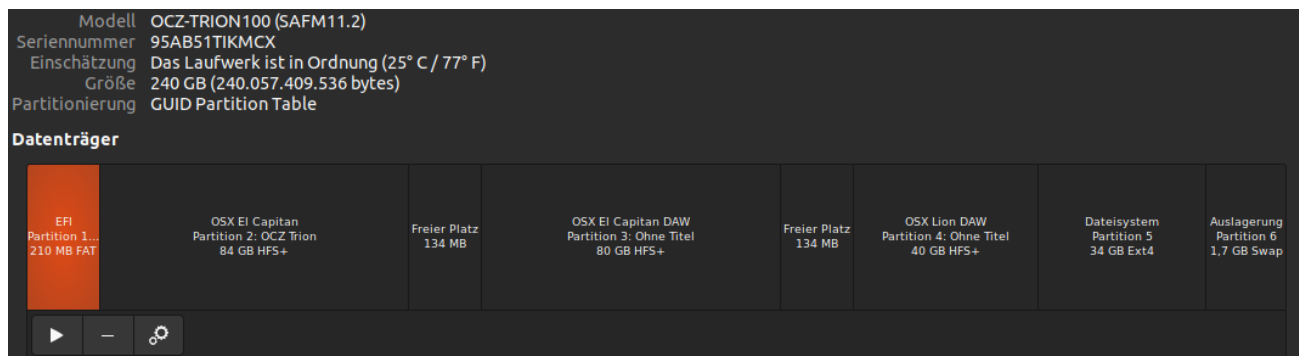 Modell OCZ-TRION100 (SAFM11.2)
Seriennummer 95AB51TIKMCX
Einschätzung Das Laufwerk ist in Ordnung (25° C / 77° F)
Größe 240 GB (240.057.409.536 bytes)
Partitionierung GUID Partition Table
Datenträger
EFI
Partition 1...
210 MB FAT
OSX El Capitan
Partition 2: OCZ Trion
84 GB HFS+
Freier Platz
134 MB
OSX El Capitan DAW
Partition 3: Ohne Titel
80 GB HFS+
Freier Platz
134 MB
OSX Lion DAW
Partition 4: Ohne Titel
40 GB HFS+
Dateisystem
Partition 5
34 GB Ext4
Auslagerung
Partition 6
1,7 GB Swap